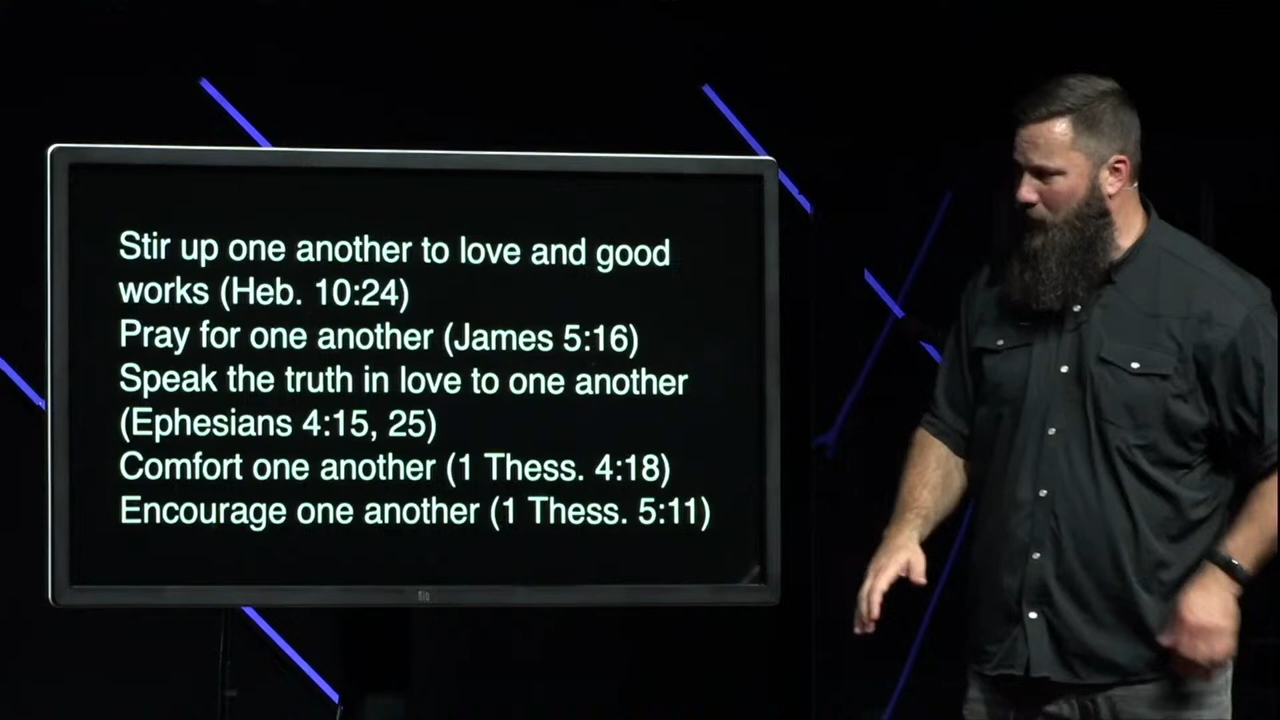 Stir up one another to love and good
works (Heb. 10:24)
Pray for one another (James 5:16)
Speak the truth in love to one another
(Ephesians 4:15, 25)
Comfort one another (1 Thess. 4:18)
Encourage one another (1 Thess. 5:11)